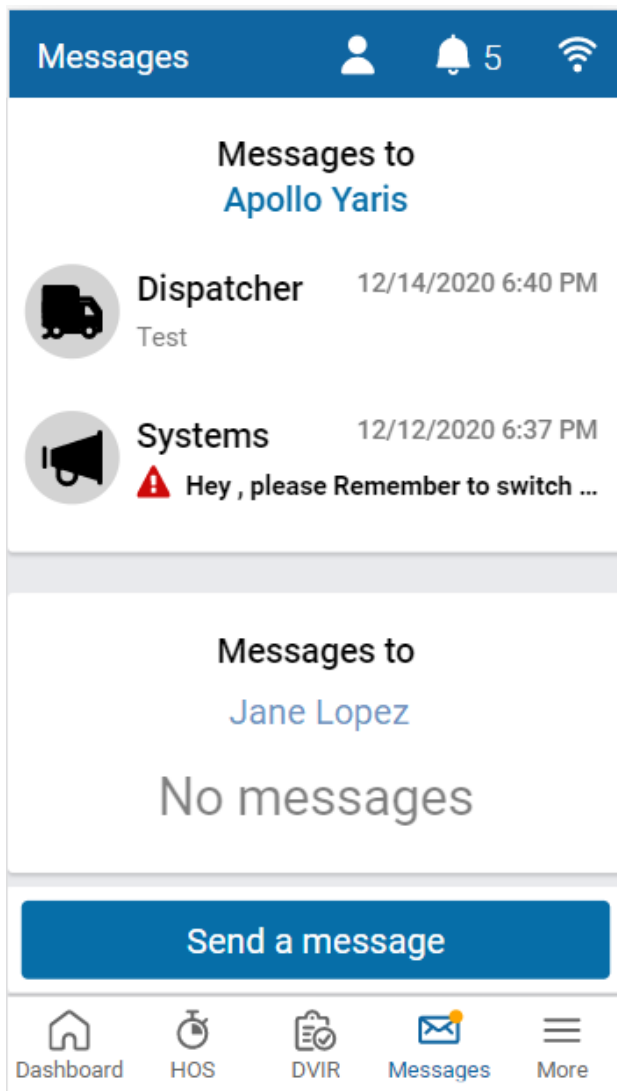 Messages
5
Messages to
Apollo Yaris
Dispatcher 12/14/2020 6:40 PM
Test
Systems 12/12/2020 6:37 PM
Hey , please Remember to switch ...
Messages to
Jane Lopez
No messages
Send a message
Dashboard HOS DVIR Messages More